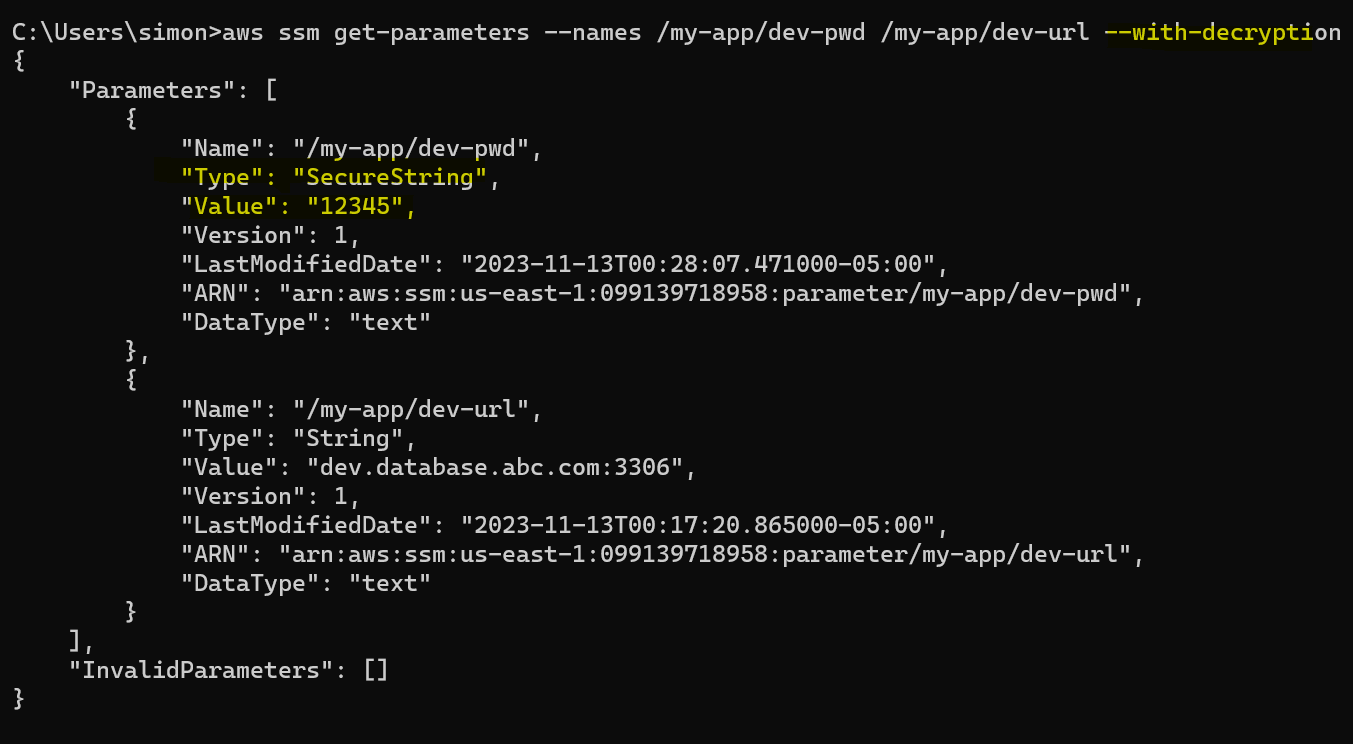 C:\Users\simon>aws ssm get-parameters --names /my-app/dev-pwd /my-app/dev-url --with-decryption
{
    "Parameters": [
        {
            "Name": "/my-app/dev-pwd",
            "Type": "SecureString",
            "Value": "12345",
            "Version": 1,
            "LastModifiedDate": "2023-11-13T00:28:07.471000-05:00",
            "ARN": "arn:aws:ssm:us-east-1:099139718958:parameter/my-app/dev-pwd",
            "DataType": "text"
        },
        {
            "Name": "/my-app/dev-url",
            "Type": "String",
            "Value": "dev.database.abc.com:3306",
            "Version": 1,
            "LastModifiedDate": "2023-11-13T00:17:20.865000-05:00",
            "ARN": "arn:aws:ssm:us-east-1:099139718958:parameter/my-app/dev-url",
            "DataType": "text"
        }
    ],
    "InvalidParameters": []
}